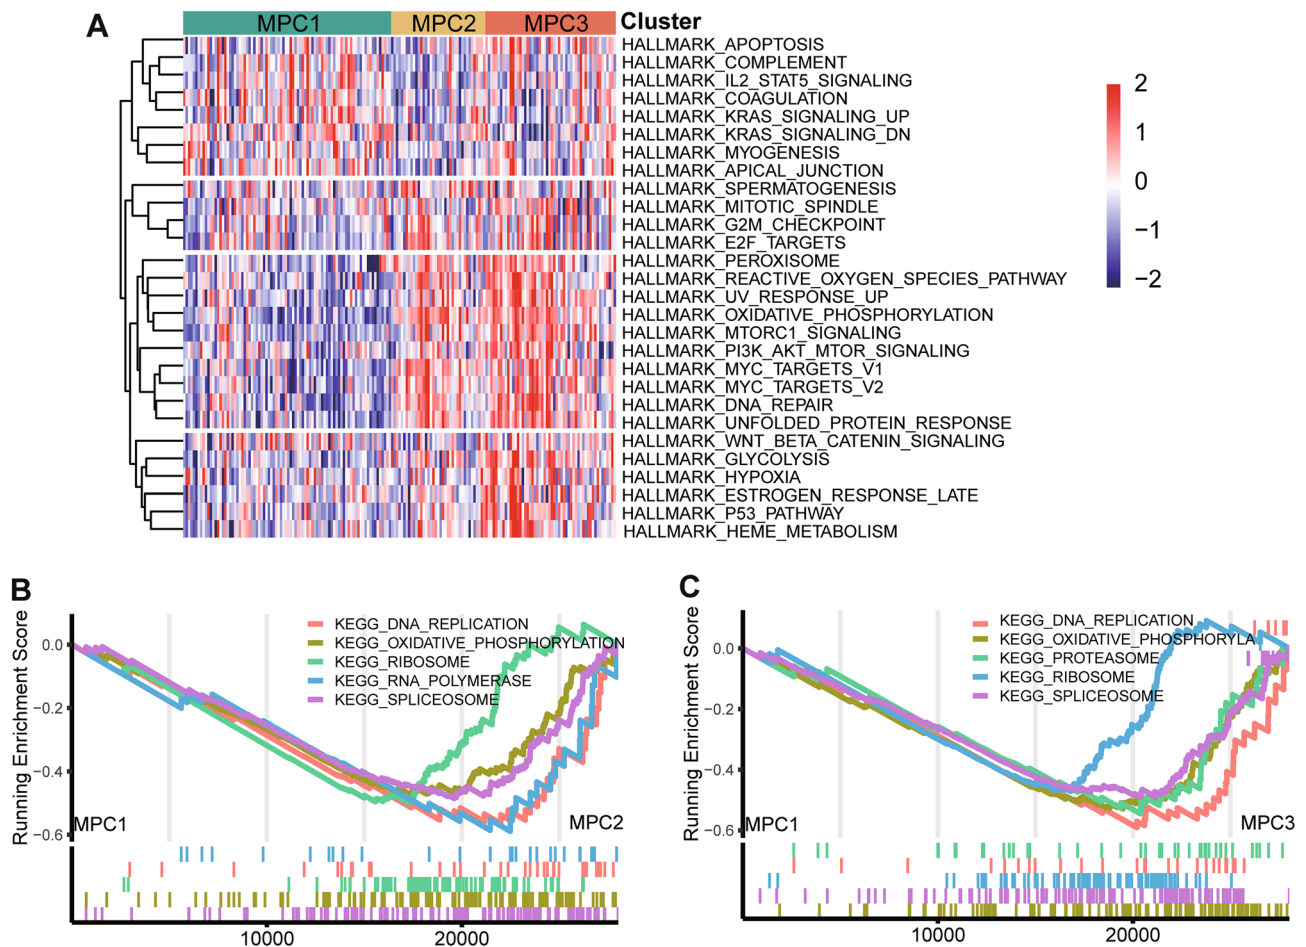 A
MPC1 MPC2 MPC3 Cluster
HALLMARK_APOPTOSIS
HALLMARK_COMPLEMENT
HALLMARK_IL2_STAT5_SIGNALING
HALLMARK_COAGULATION
HALLMARK_KRAS_SIGNALING_UP
HALLMARK_KRAS_SIGNALING_DN
HALLMARK_MYOGENESIS
HALLMARK_APICAL_JUNCTION
HALLMARK_SPERMATOGENESIS
HALLMARK_MITOTIC_SPINDLE
HALLMARK_G2M_CHECKPOINT
HALLMARK_E2F_TARGETS
HALLMARK_PEROXISOME
HALLMARK_REACTIVE_OXYGEN_SPECIES_PATHWAY
HALLMARK_UV_RESPONSE_UP
HALLMARK_OXIDATIVE_PHOSPHORYLATION
HALLMARK_MTORC1_SIGNALING
HALLMARK_PI3K_AKT_MTOR_SIGNALING
HALLMARK_MYC_TARGETS_V1
HALLMARK_MYC_TARGETS_V2
HALLMARK_DNA_REPAIR
HALLMARK_UNFOLDED_PROTEIN_RESPONSE
HALLMARK_WNT_BETA_CATENIN_SIGNALING
HALLMARK_GLYCOLYSIS
HALLMARK_HYPOXIA
HALLMARK_ESTROGEN_RESPONSE_LATE
HALLMARK_P53_PATHWAY
HALLMARK_HEME_METABOLISM
2
1
0
−1
−2
B
Running Enrichment Score
0.0
−0.2
−0.4
−0.6
KEGG_DNA_REPLICATION
KEGG_OXIDATIVE_PHOSPHORYLATION
KEGG_RIBOSOME
KEGG_RNA_POLYMERASE
KEGG_SPLICEOSOME
MPC1 MPC2
10000 20000
C
Running Enrichment Score
0.0
−0.2
−0.4
−0.6
KEGG_DNA_REPLICATION
KEGG_OXIDATIVE_PHOSPHORYLA
KEGG_PROTEASOME
KEGG_RIBOSOME
KEGG_SPLICEOSOME
MPC1 MPC3
10000 20000